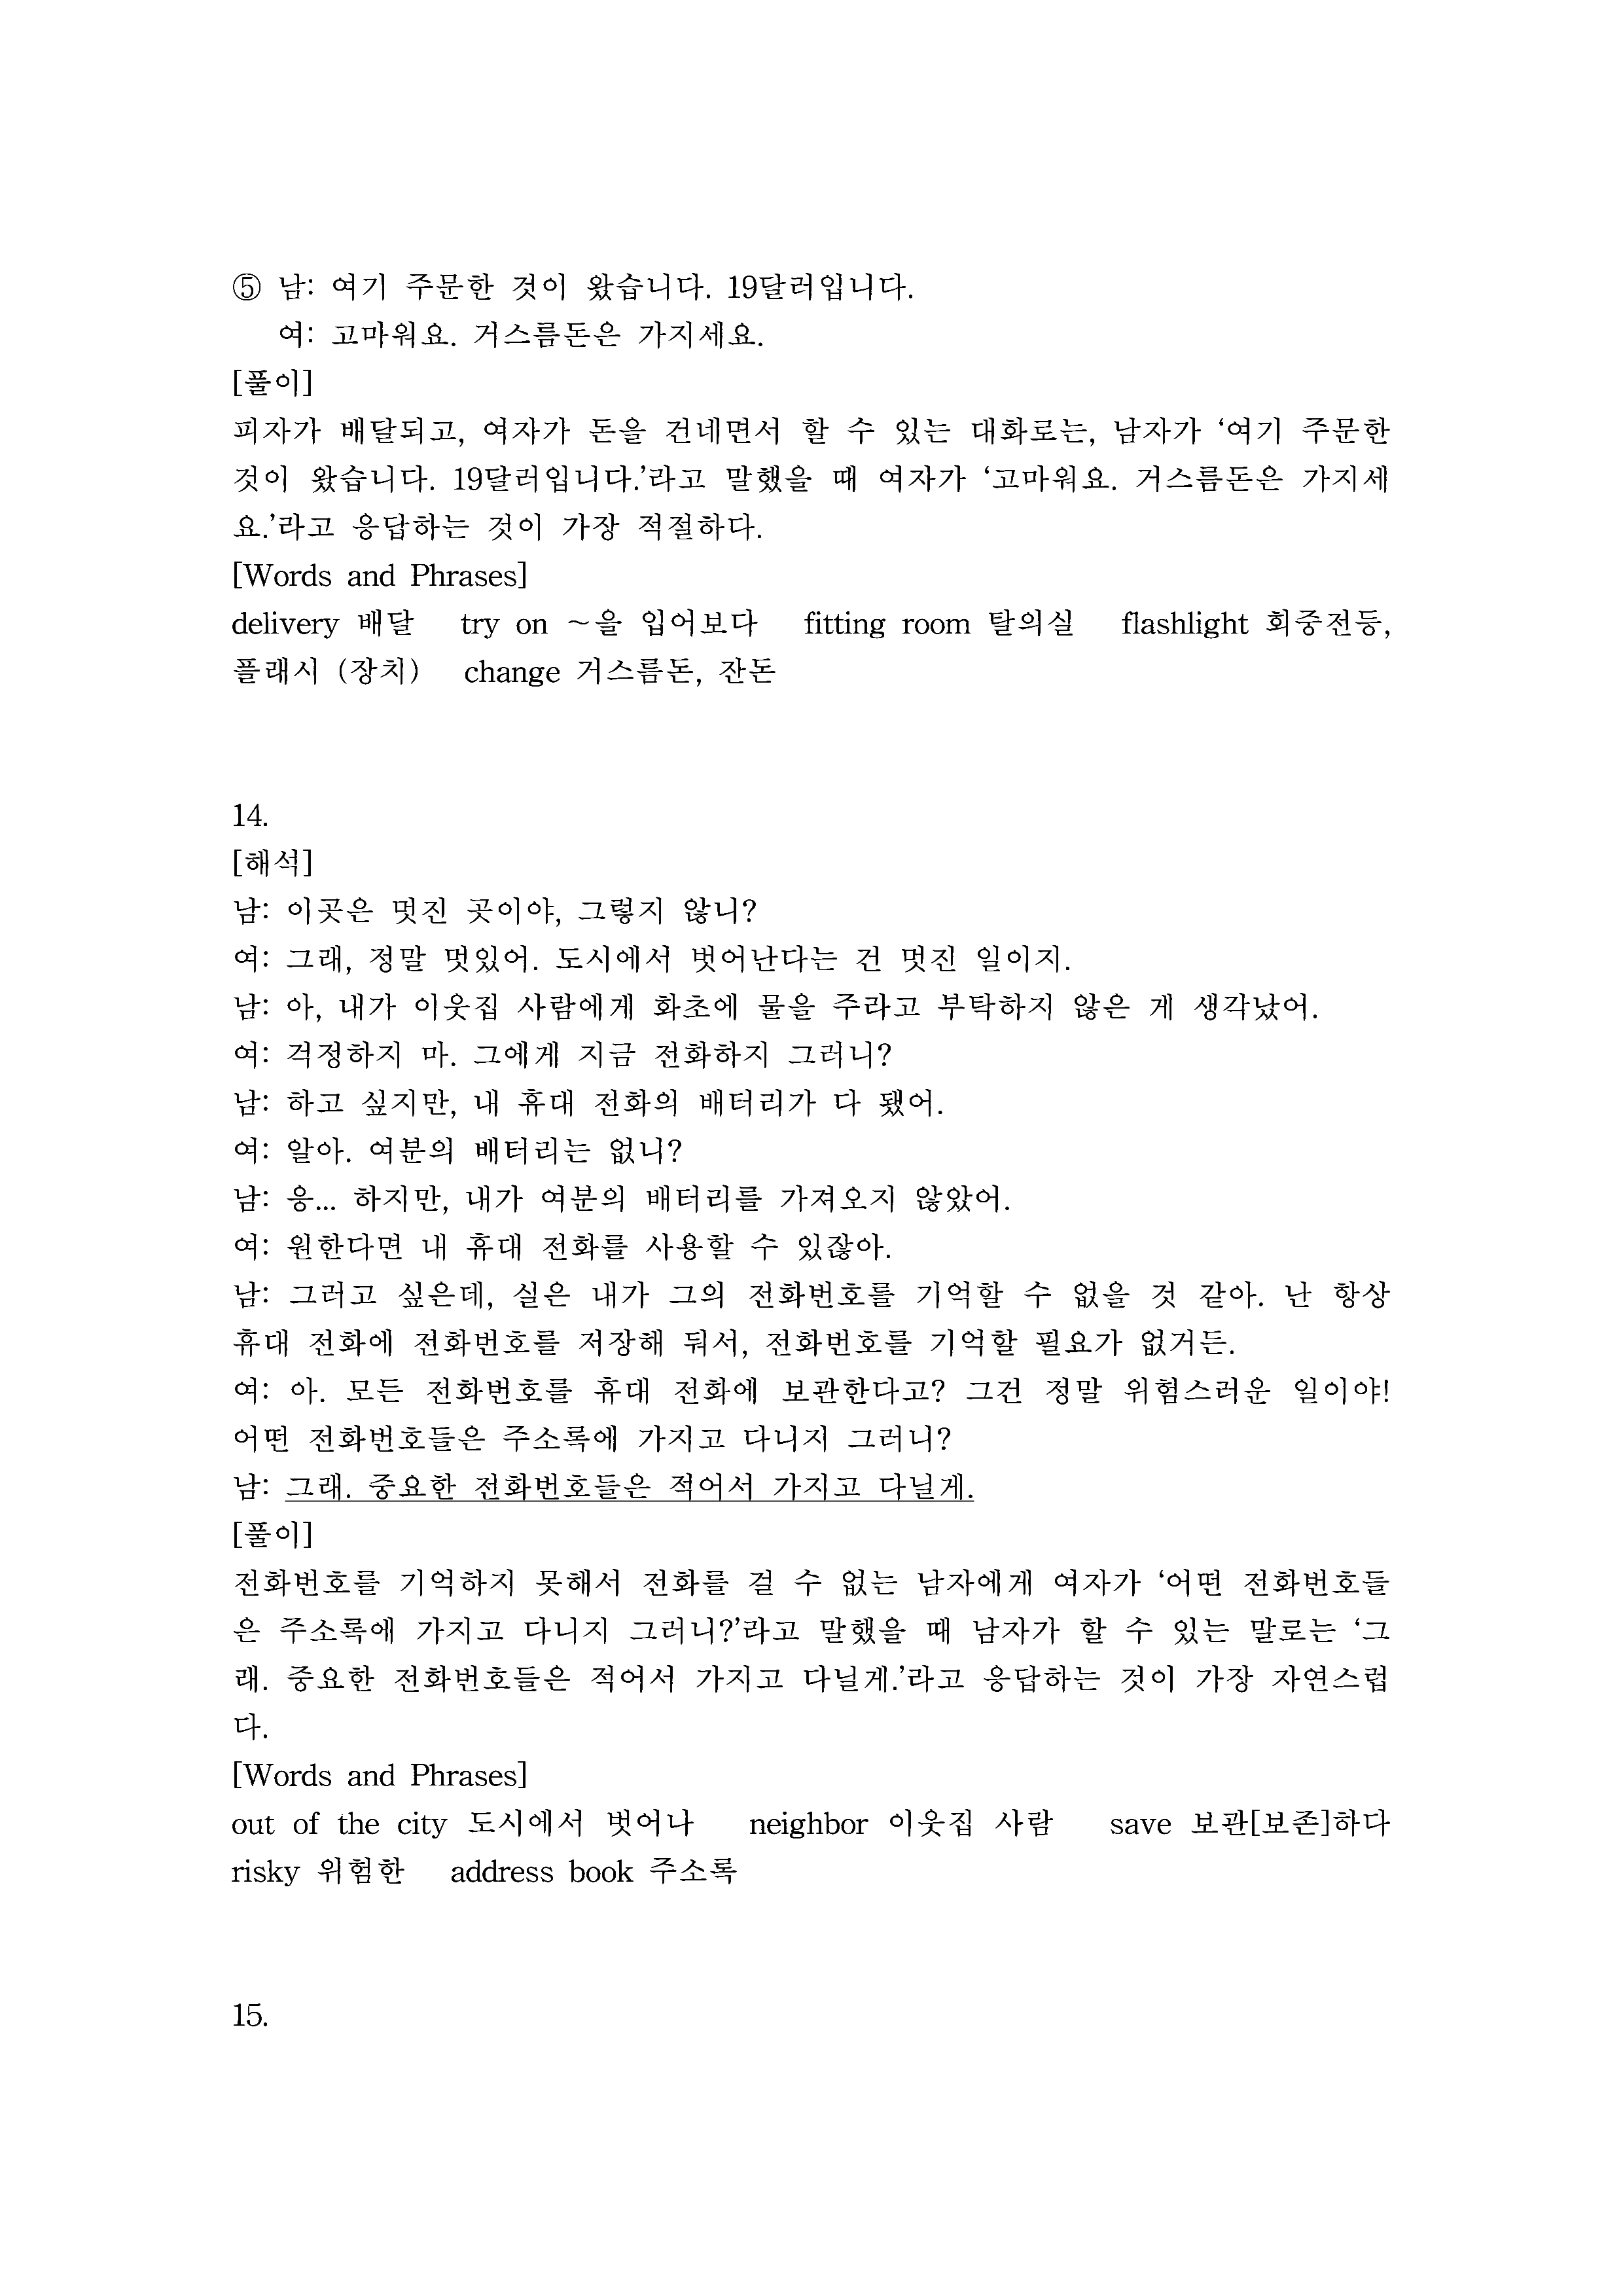 ⑤ 남: 여기 주문한 것이 왔습니다. 19달러입니다.
여: 고마워요. 거스름돈은 가지세요.
[풀이]
피자가 배달되고, 여자가 돈을 건네면서 할 수 있는 대화로는, 남자가 ‘여기 주문한
것이 왔습니다. 19달러입니다.’라고 말했을 때 여자가 ‘고마워요. 거스름돈은 가지세
요.’라고 응답하는 것이 가장 적절하다.
[Words and Phrases]
delivery 배달 try on ~을 입어보다 fitting room 탈의실 flashlight 회중전등,
플래시 (장치) change 거스름돈, 잔돈
14.
[해석]
남: 이곳은 멋진 곳이야, 그렇지 않니?
여: 그래, 정말 멋있어. 도시에서 벗어난다는 건 멋진 일이지.
남: 아, 내가 이웃집 사람에게 화초에 물을 주라고 부탁하지 않은 게 생각났어.
여: 걱정하지 마. 그에게 지금 전화하지 그러니?
남: 하고 싶지만, 내 휴대 전화의 배터리가 다 됐어.
여: 알아. 여분의 배터리는 없니?
남: 응... 하지만, 내가 여분의 배터리를 가져오지 않았어.
여: 원한다면 내 휴대 전화를 사용할 수 있잖아.
남: 그러고 싶은데, 실은 내가 그의 전화번호를 기억할 수 없을 것 같아. 난 항상
휴대 전화에 전화번호를 저장해 둬서, 전화번호를 기억할 필요가 없거든.
여: 아. 모든 전화번호를 휴대 전화에 보관한다고? 그건 정말 위험스러운 일이야!
어떤 전화번호들은 주소록에 가지고 다니지 그러니?
남: 그래. 중요한 전화번호들은 적어서 가지고 다닐게.
[풀이]
전화번호를 기억하지 못해서 전화를 걸 수 없는 남자에게 여자가 ‘어떤 전화번호들
은 주소록에 가지고 다니지 그러니?’라고 말했을 때 남자가 할 수 있는 말로는 ‘그
래. 중요한 전화번호들은 적어서 가지고 다닐게.’라고 응답하는 것이 가장 자연스럽
다.
[Words and Phrases]
out of the city 도시에서 벗어나 neighbor 이웃집 사람 save 보관[보존]하다
risky 위험한 address book 주소록
15.